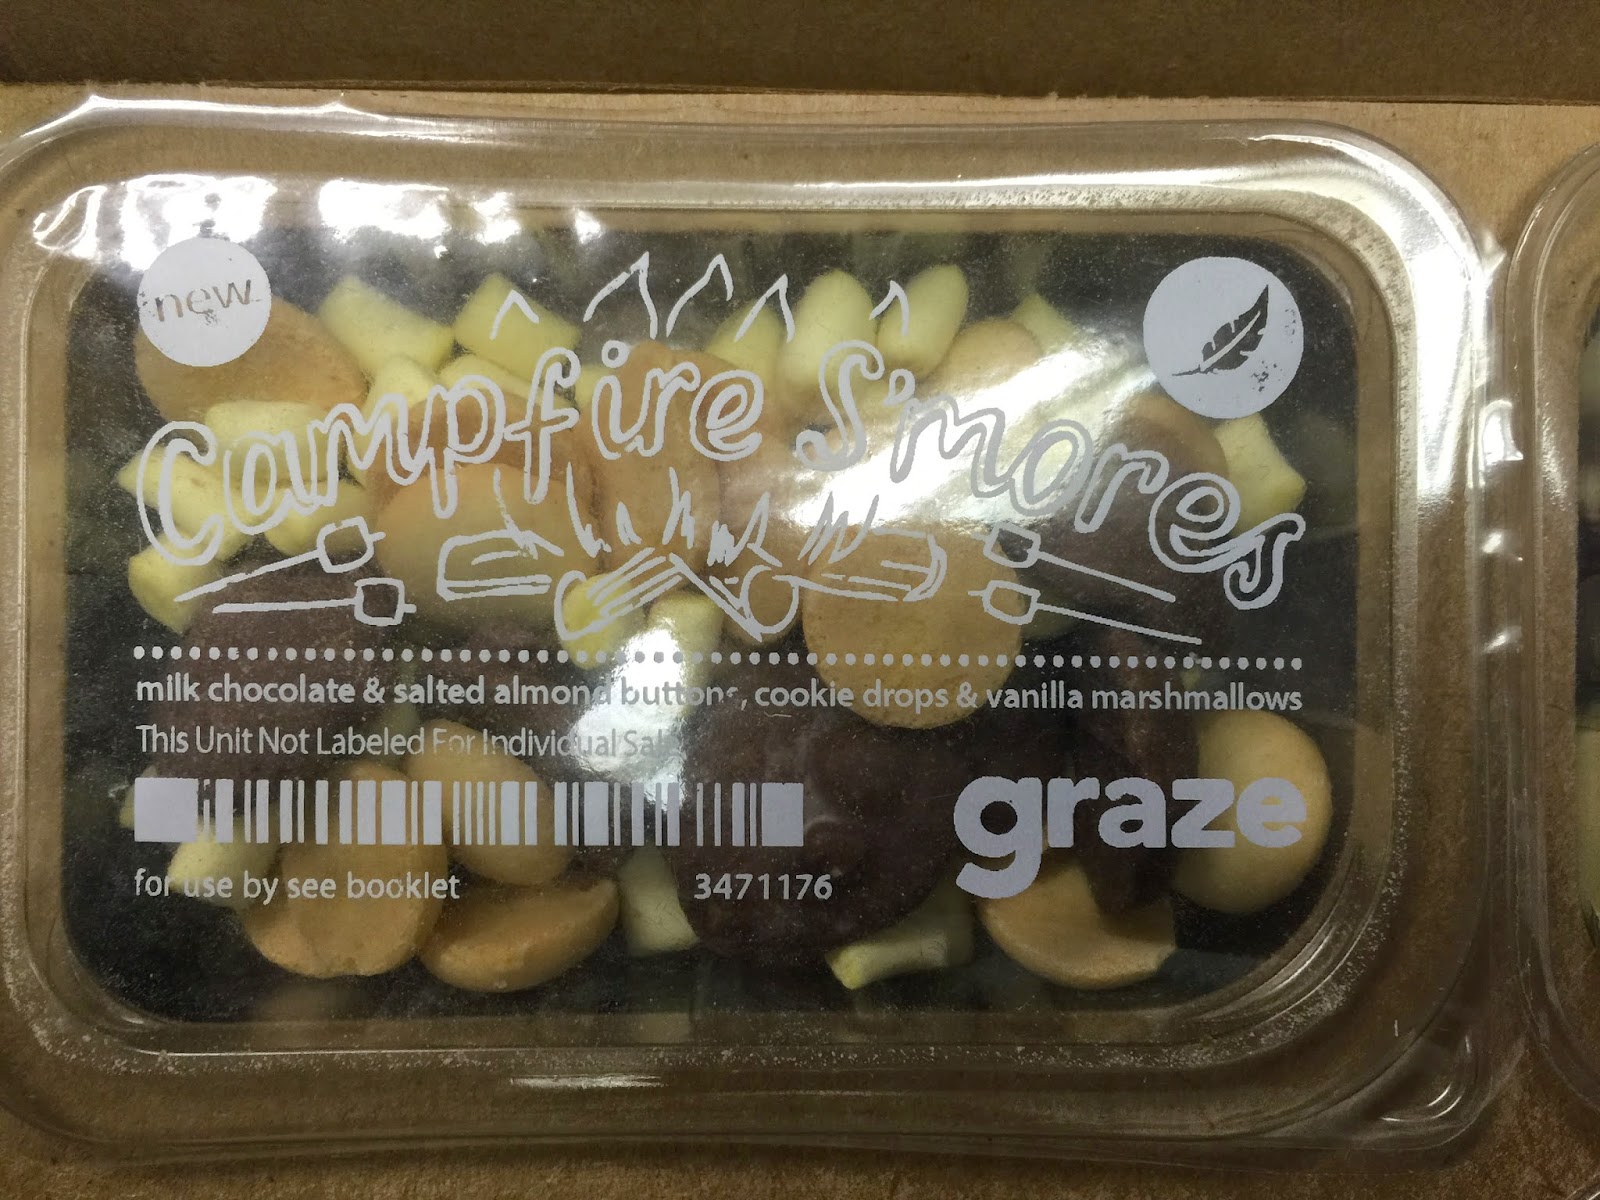 new
Campfire S'mores
milk chocolate & salted almond buttons, cookie drops & vanilla marshmallows
This Unit Not Labeled For Individual Sale
graze
for use by see booklet 3471176